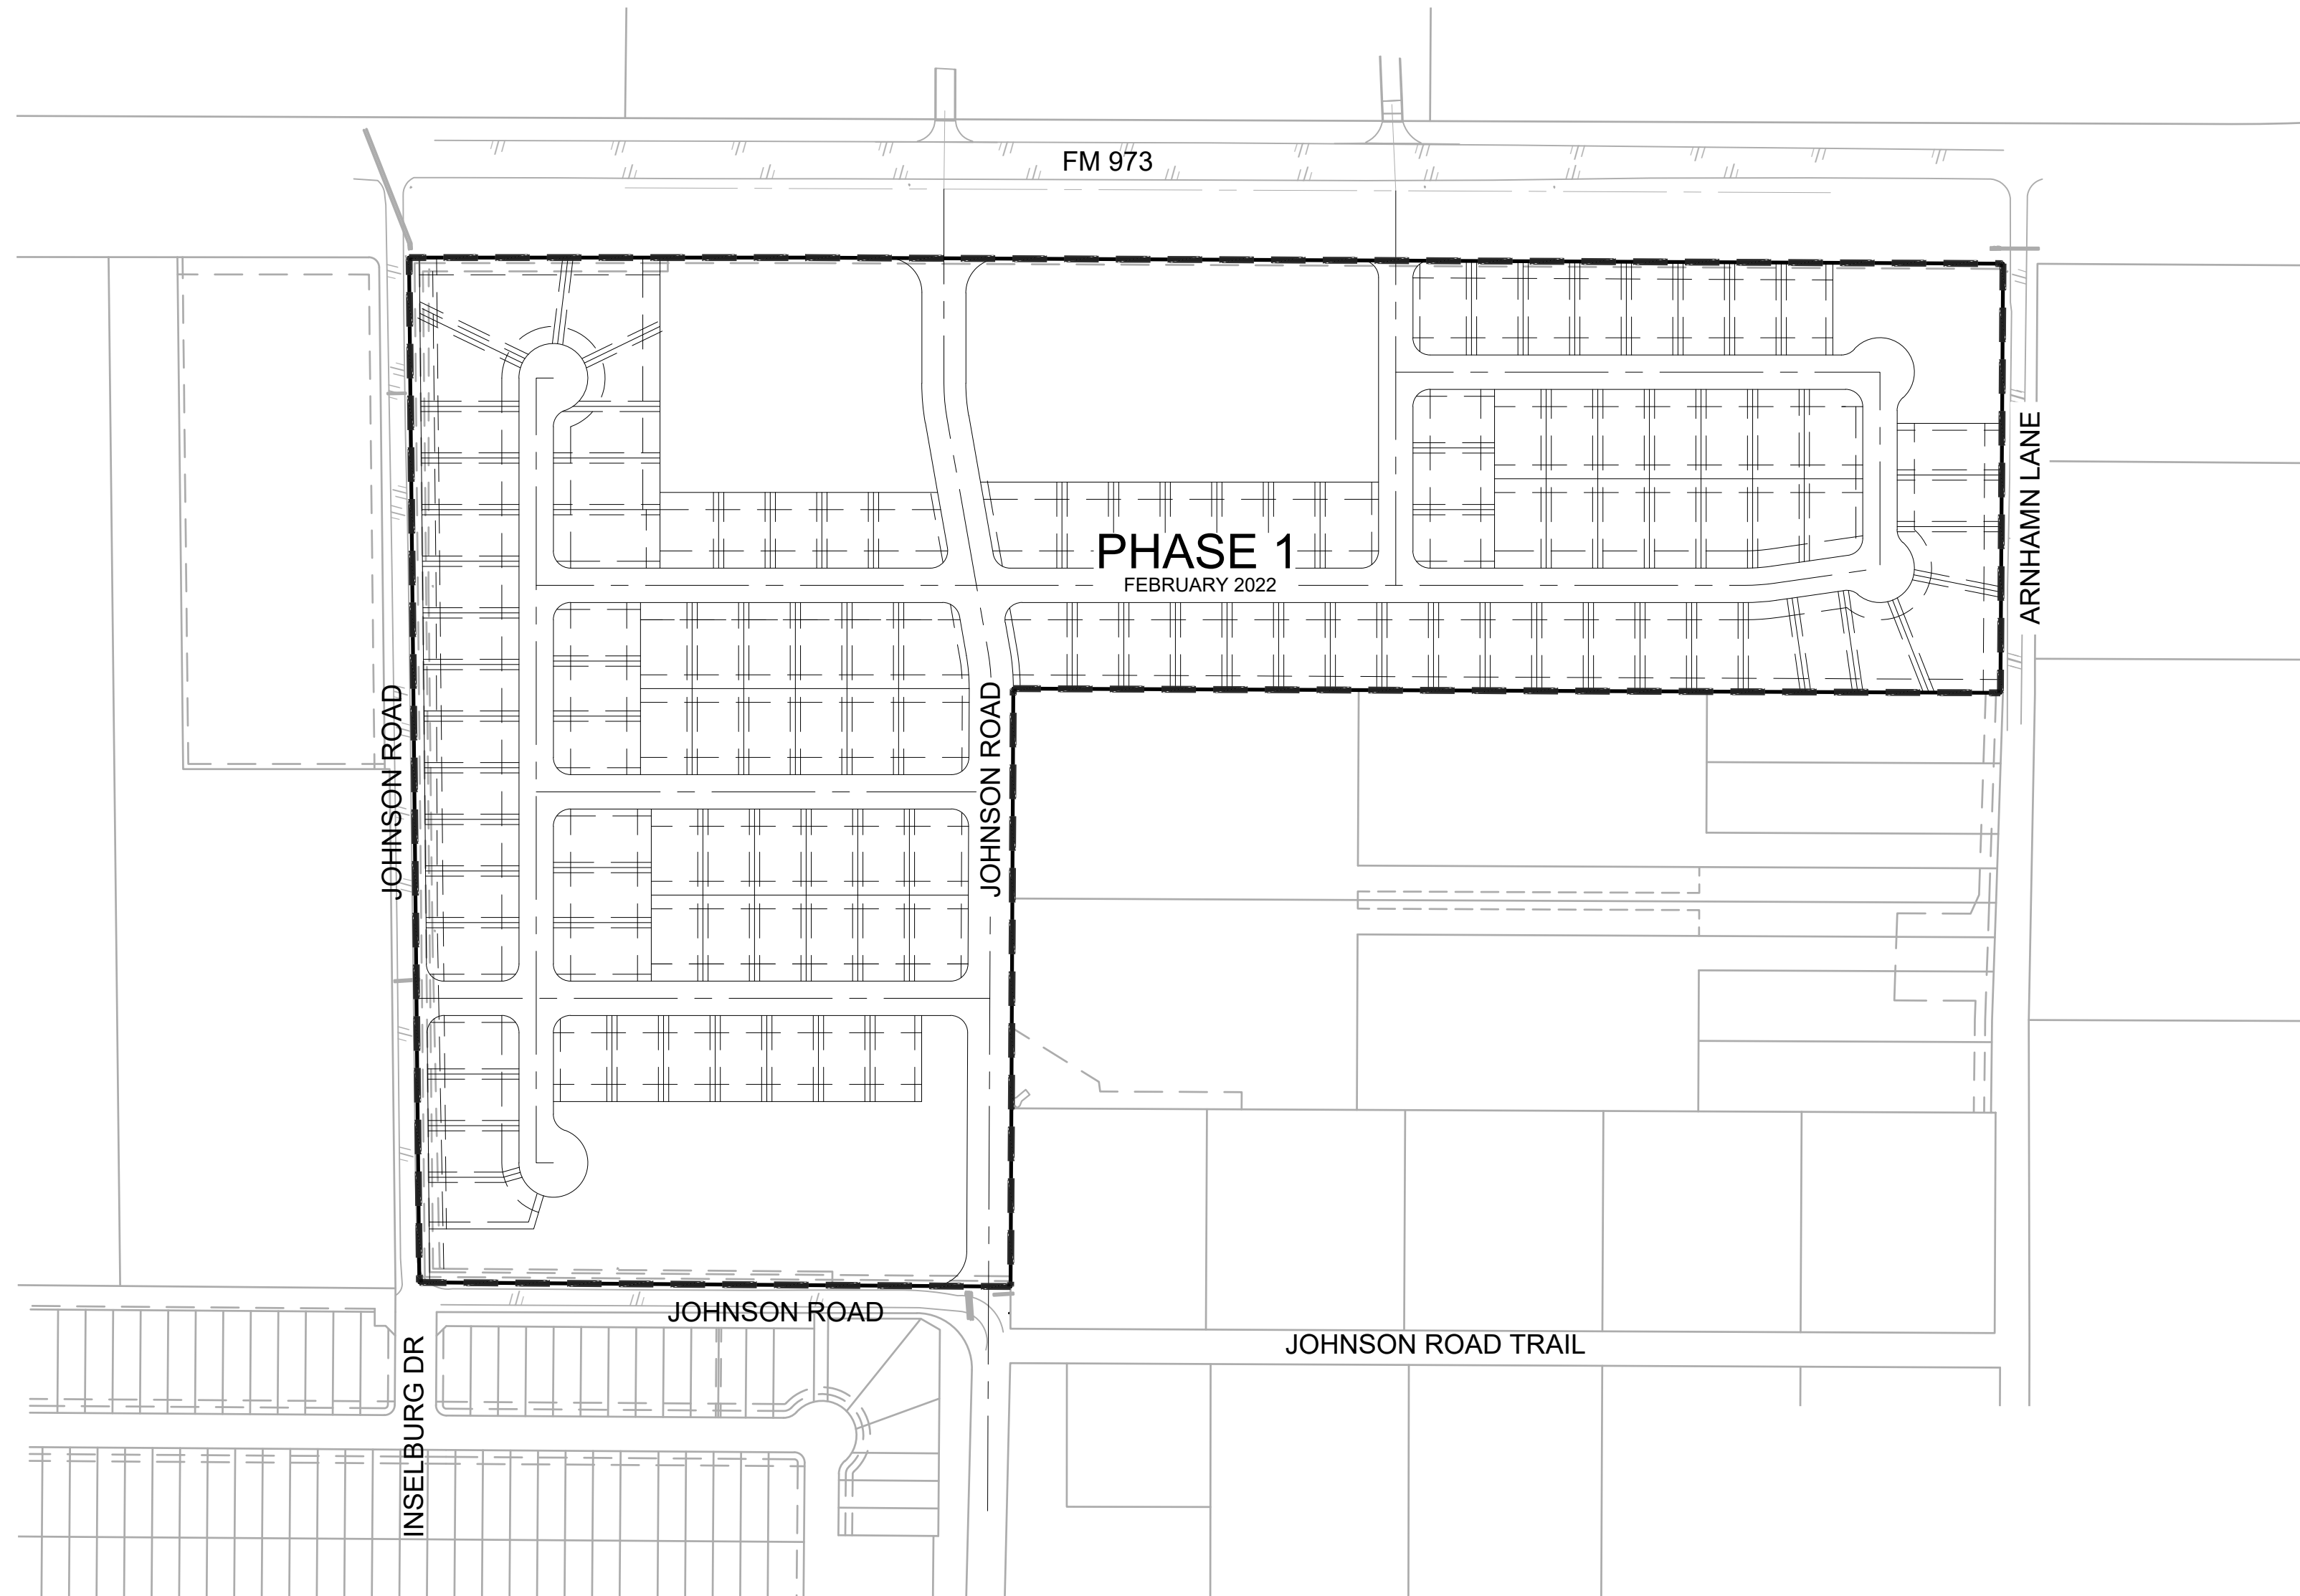 FM 973
ARNHAMN LANE
PHASE 1
FEBRUARY 2022
JOHNSON ROAD
JOHNSON ROAD
JOHNSON ROAD
JOHNSON ROAD TRAIL
INSELBURG DR